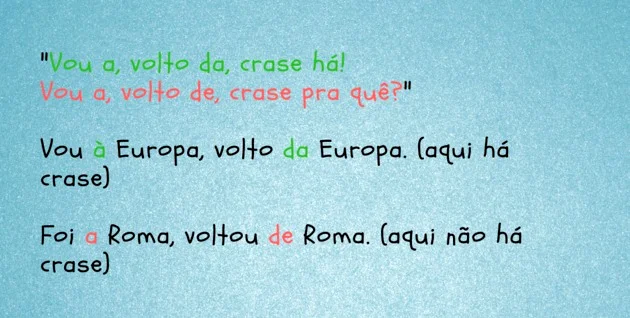 "Vou a, volto da, crase há!
Vou a, volto de, crase pra quê?"
Vou à Europa, volto da Europa. (aqui há
crase)
Foi a Roma, voltou de Roma. (aqui não há
crase)